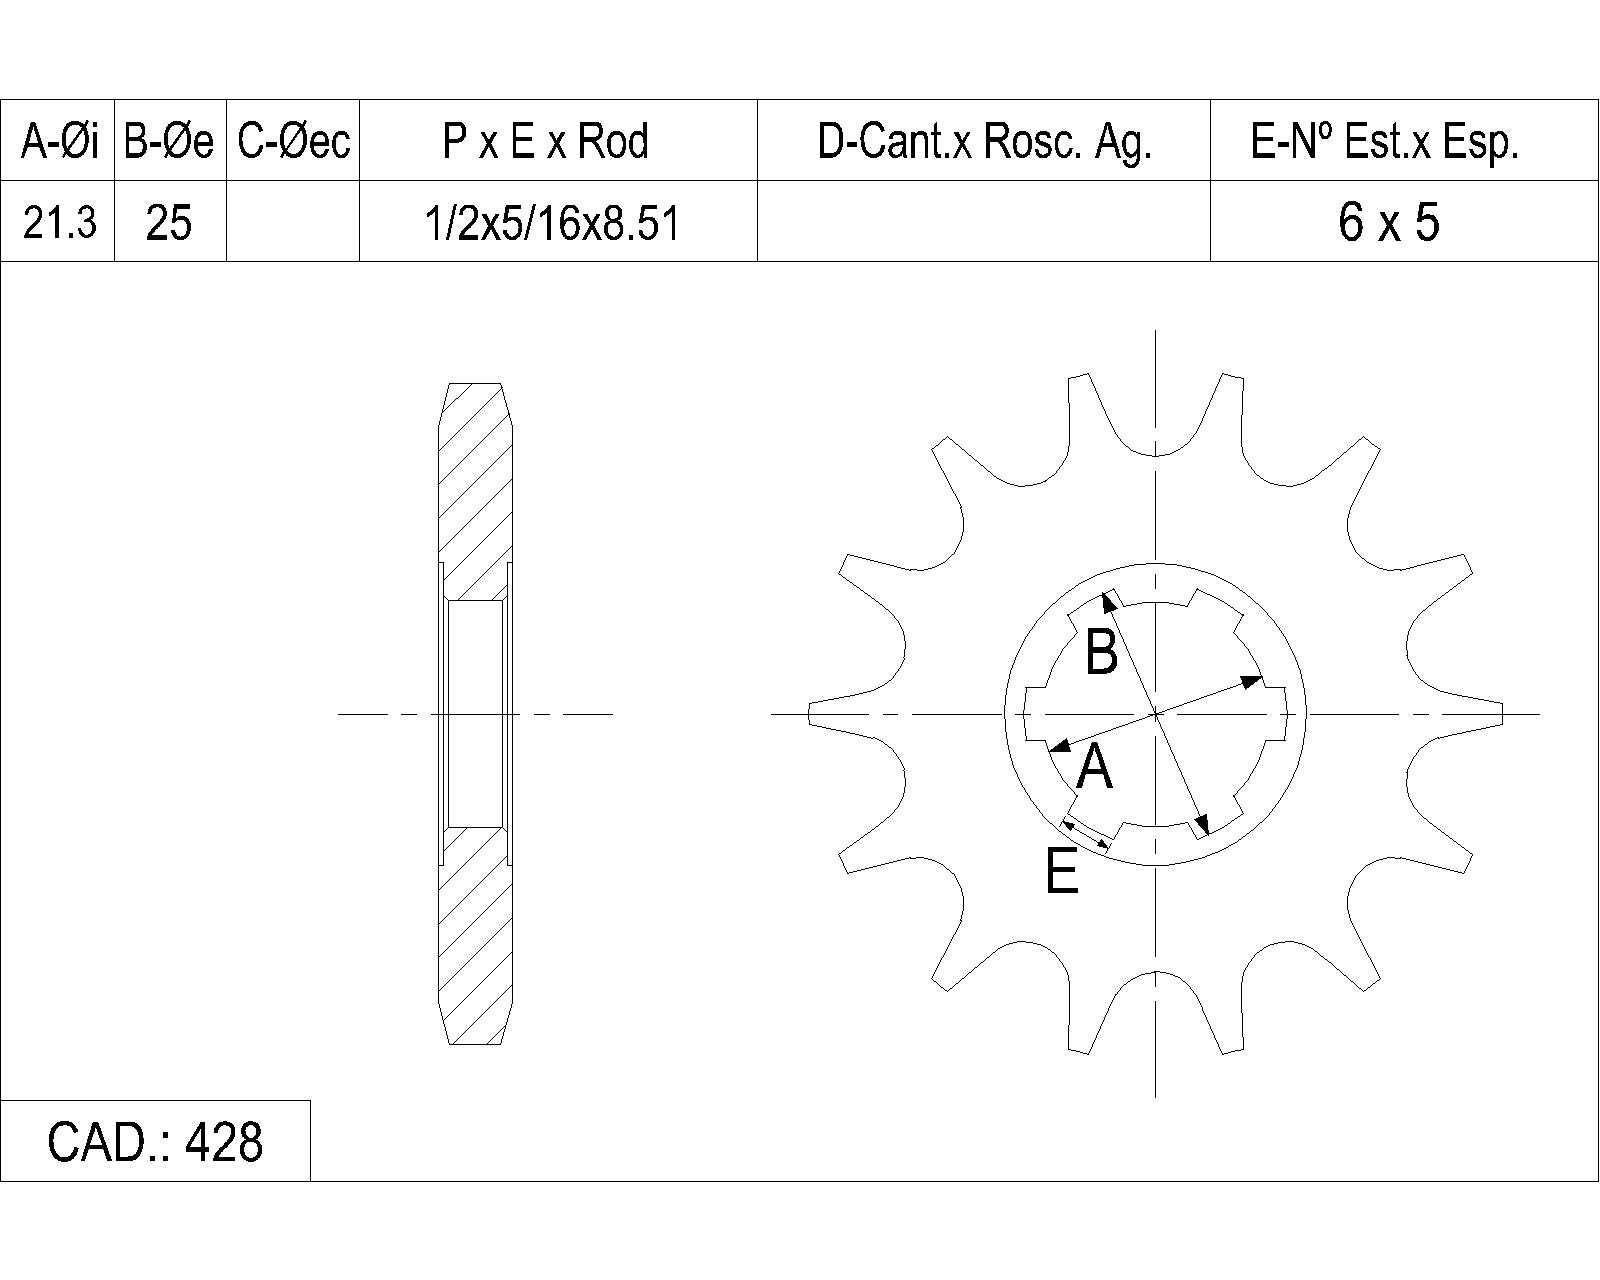 A-Øi B-Øe C-Øec P x E x Rod D-Cant.x Rosc. Ag. E-Nº Est.x Esp.
21.3 25 1/2x5/16x8.51 6 x 5
B
A
E
CAD.: 428